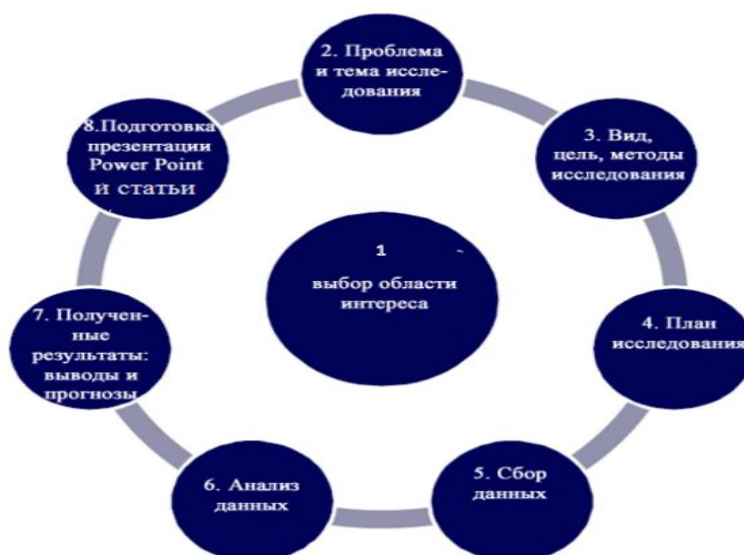 1
выбор области
интереса
2. Проблема
и тема иссле-
дования
3. Вид,
цель, методы
исследования
4. План
исследования
5. Сбор
данных
6. Анализ
данных
7. Получен-
ные
результаты:
выводы и
прогнозы
8.Подготовка
презентации
Power Point
и статьи